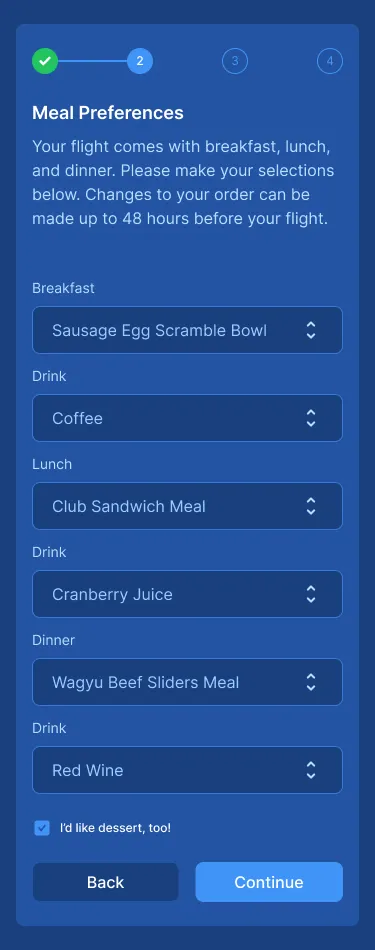 2 3 4
Meal Preferences
Your flight comes with breakfast, lunch,
and dinner. Please make your selections
below. Changes to your order can be
made up to 48 hours before your flight.
Breakfast
Sausage Egg Scramble Bowl
Drink
Coffee
Lunch
Club Sandwich Meal
Drink
Cranberry Juice
Dinner
Wagyu Beef Sliders Meal
Drink
Red Wine
I'd like dessert, too!
Back Continue